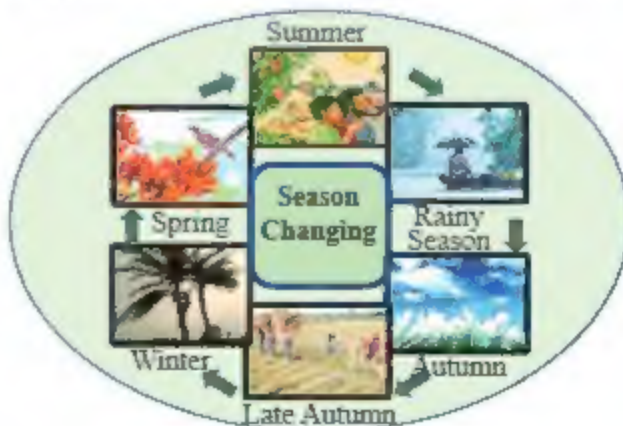 Summer
Season
Changing
Spring
Rainy
Season
Winter
Autumn
Late Autumn